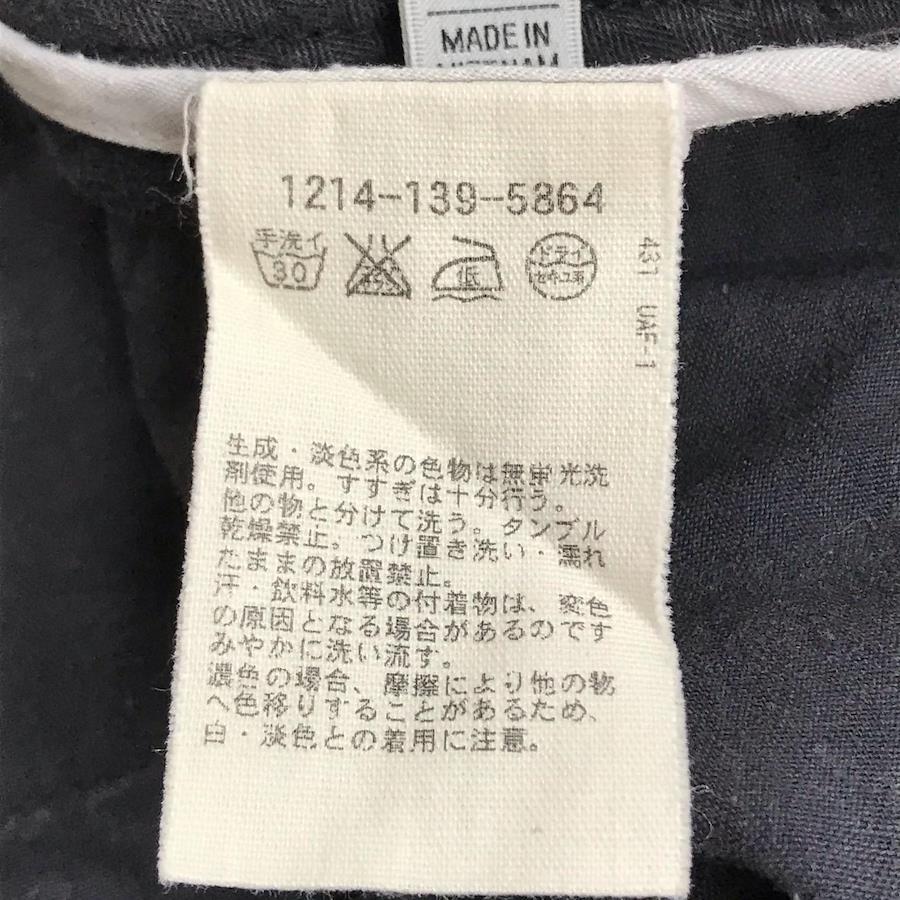 MADE IN
VIETNAM
1214-139-5864
手洗イ
30
エンソ
サラシ
低
ドライ
セキユ系
431 UAF-1
生成・淡色系の色物は無蛍光洗
剤使用。すすぎは十分行う。
他の物と分けて洗う。タンブル
乾燥禁止。つけ置き洗い・濡れ
たままの放置禁止。
汗・飲料水等の付着物は、変色
の原因となる場合があるのです
みやかに洗い流す。
濃色の場合、摩擦により他の物
へ色移りすることがあるため、
白・淡色との着用に注意。